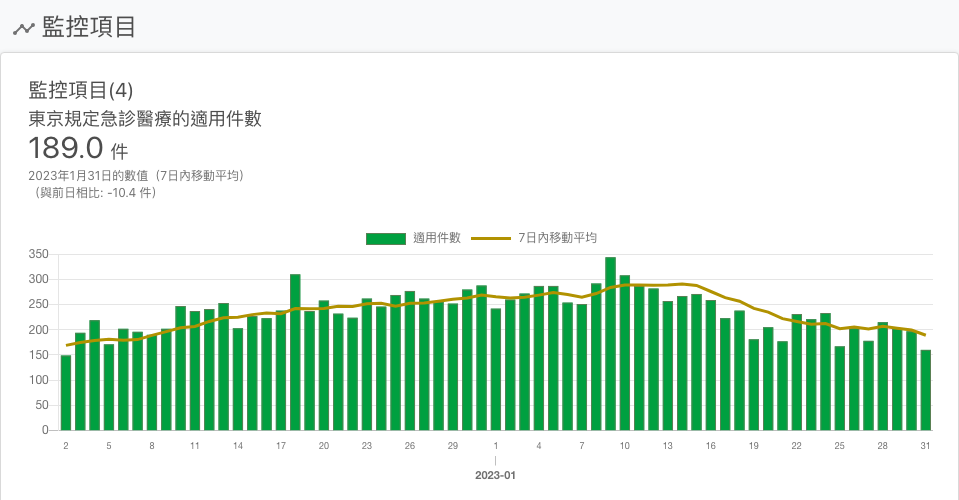 監控項目
監控項目(4)
東京規定急診醫療的適用件數
189.0 件
2023年1月31日的數值（7日內移動平均）
（與前日相比: -10.4 件）
適用件數 7日內移動平均
350
300
250
200
150
100
50
0
2 5 8 11 14 17 20 23 26 29 1 4 7 10 13 16 19 22 25 28 31
2023-01